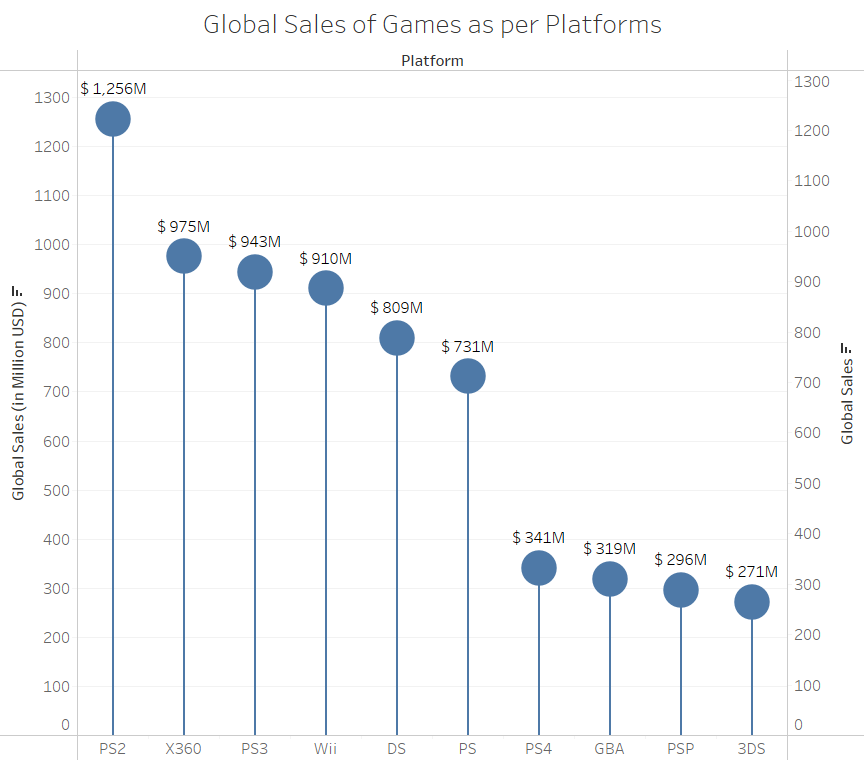 Global Sales of Games as per Platforms
Platform
Global Sales (in Million USD)
1300
1200
1100
1000
900
800
700
600
500
400
300
200
100
0
$ 1,256M
$ 975M
$ 943M
$ 910M
$ 809M
$ 731M
$ 341M
$ 319M
$ 296M
$ 271M
1300
1200
1100
1000
900
800
700
600
500
400
300
200
100
0
Global Sales
PS2 X360 PS3 Wii DS PS PS4 GBA PSP 3DS